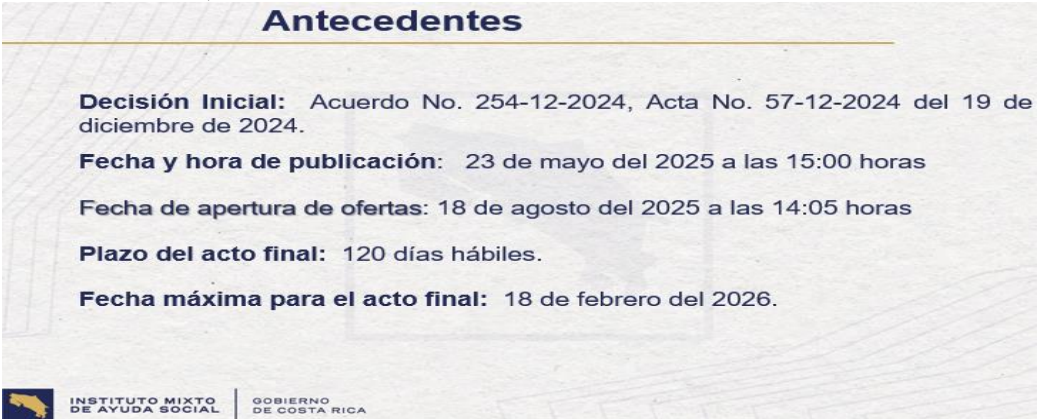 Antecedentes
Decisión Inicial: Acuerdo No. 254-12-2024, Acta No. 57-12-2024 del 19 de
diciembre de 2024.
Fecha y hora de publicación: 23 de mayo del 2025 a las 15:00 horas
Fecha de apertura de ofertas: 18 de agosto del 2025 a las 14:05 horas
Plazo del acto final: 120 días hábiles.
Fecha máxima para el acto final: 18 de febrero del 2026.
INSTITUTO MIXTO
DE AYUDA SOCIAL
GOBIERNO
DE COSTA RICA